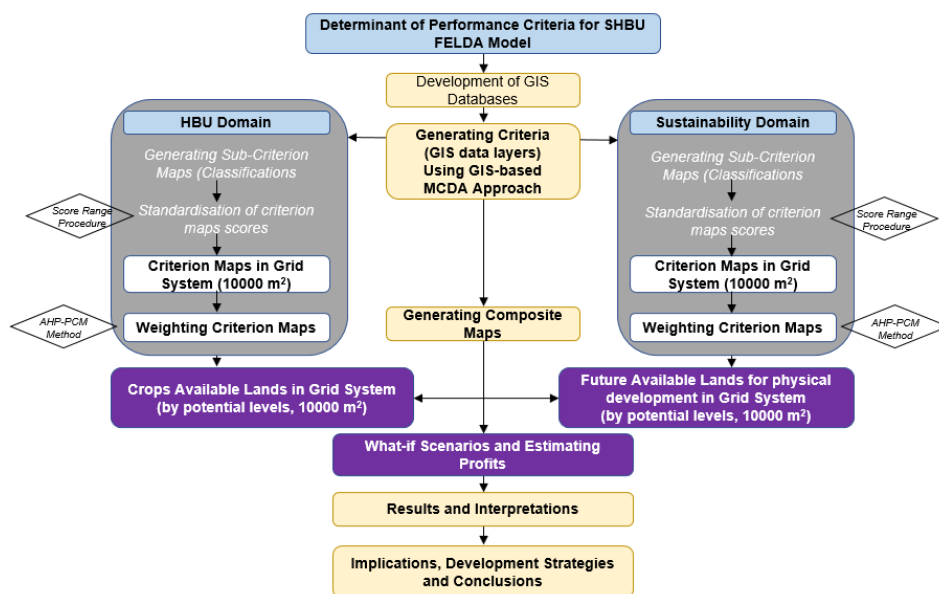 Determinant of Performance Criteria for SHBU
FELDA Model
Development of GIS
Databases
HBU Domain
Generating Sub-Criterion
Maps (Classifications
Score Range
Procedure
Standardisation of criterion
maps scores
Criterion Maps in Grid
System (10000 m²)
AHP-PCM
Method
Weighting Criterion Maps
Generating Criteria
(GIS data layers)
Using GIS-based
MCDA Approach
Generating Composite
Maps
Sustainability Domain
Generating Sub-Criterion
Maps (Classifications
Standardisation of criterion
maps scores
Score Range
Procedure
Criterion Maps in Grid
System (10000 m²)
Weighting Criterion Maps
AHP-PCM
Method
Crops Available Lands in Grid System
(by potential levels, 10000 m²)
Future Available Lands for physical
development in Grid System
(by potential levels, 10000 m²)
What-if Scenarios and Estimating
Profits
Results and Interpretations
Implications, Development Strategies
and Conclusions